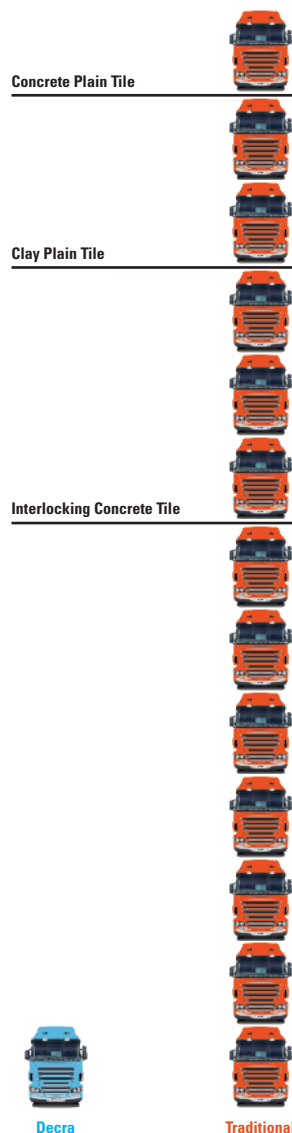 Concrete Plain Tile
Clay Plain Tile
Interlocking Concrete Tile
Decra
Traditional